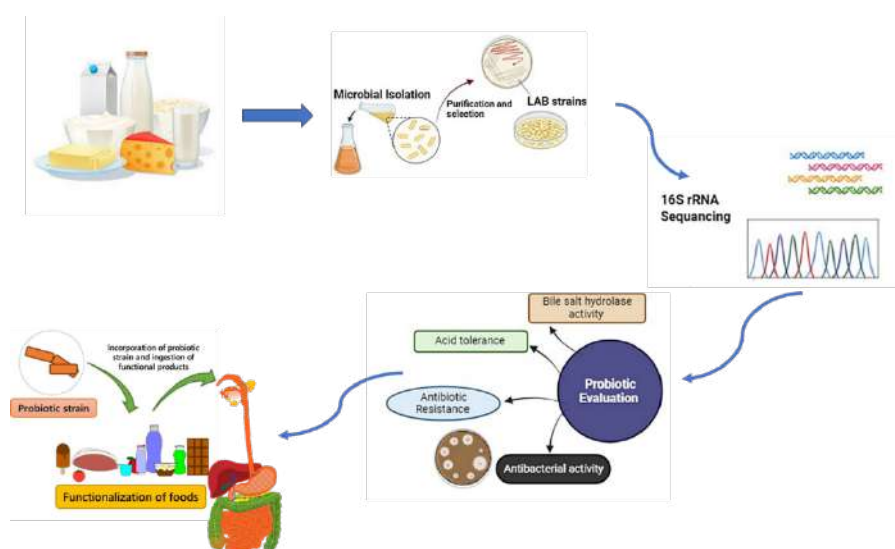 Microbial Isolation
Purification and
selection
LAB strains
16S rRNA
Sequencing
Bile salt hydrolase
activity
Acid tolerance
Probiotic
Evaluation
Antibiotic
Resistance
Antibacterial activity
Incorporation of probiotic
strain and ingestion of
functional products
Probiotic strain
Functionalization of foods